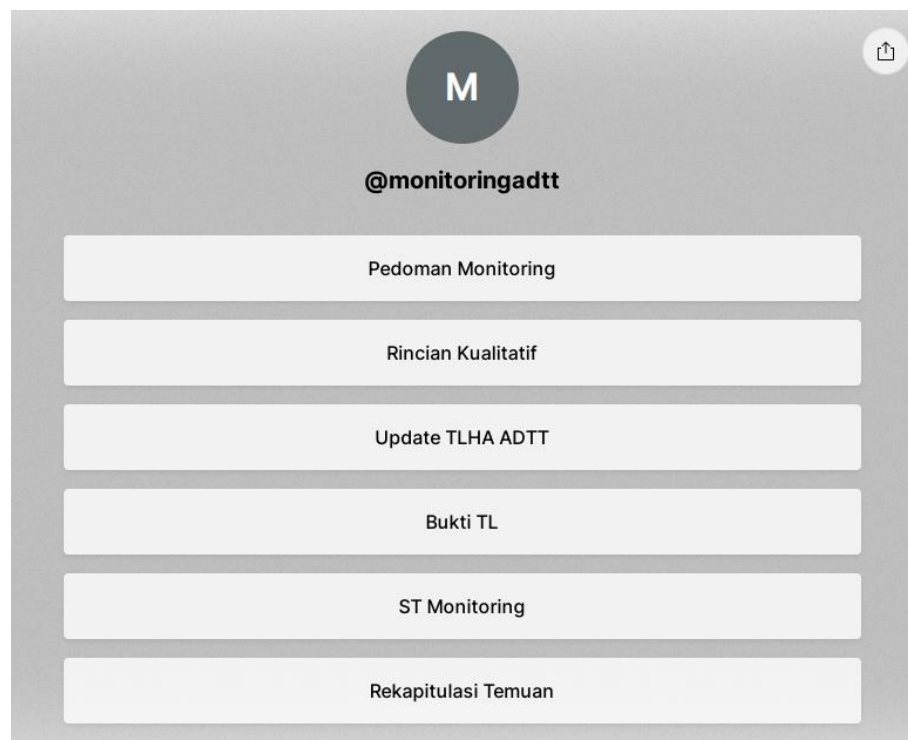 M
@monitoringadtt
Pedoman Monitoring
Rincian Kualitatif
Update TLHA ADTT
Bukti TL
ST Monitoring
Rekapitulasi Temuan